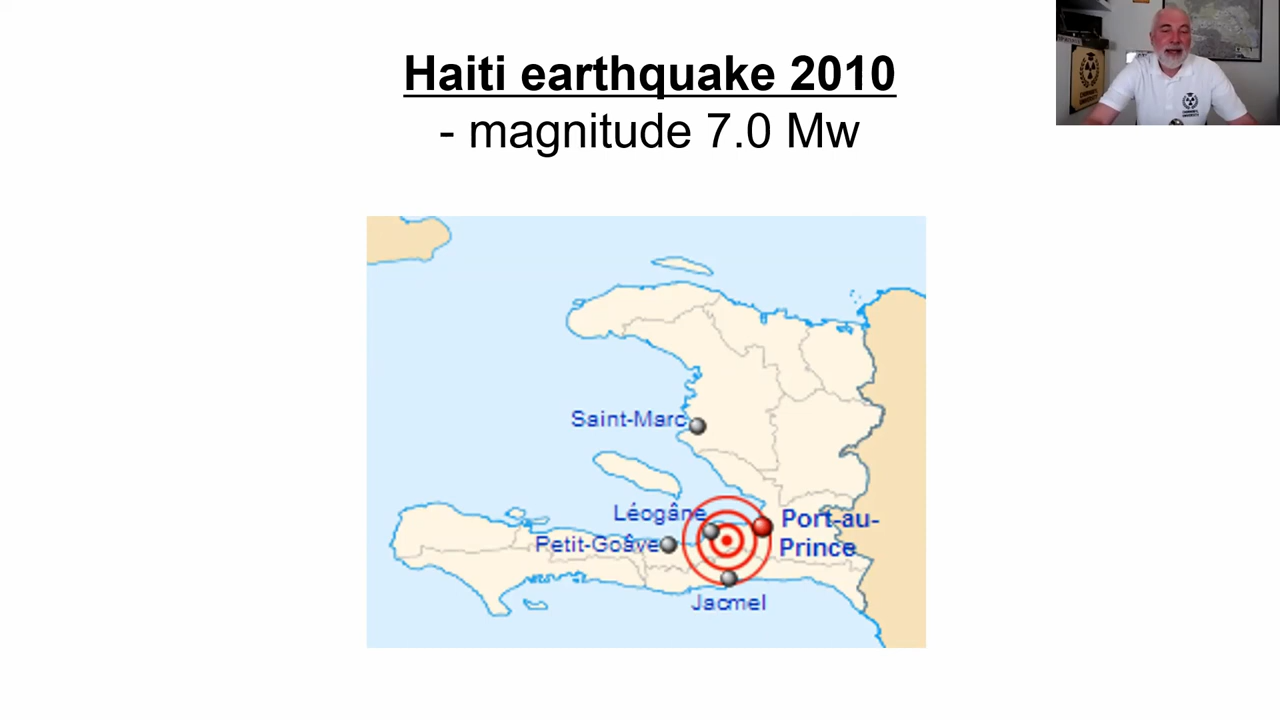 Haiti earthquake 2010
- magnitude 7.0 Mw
Saint-Marc
Léogâne
Port-au-
Prince
Petit-Goâve
Jacmel